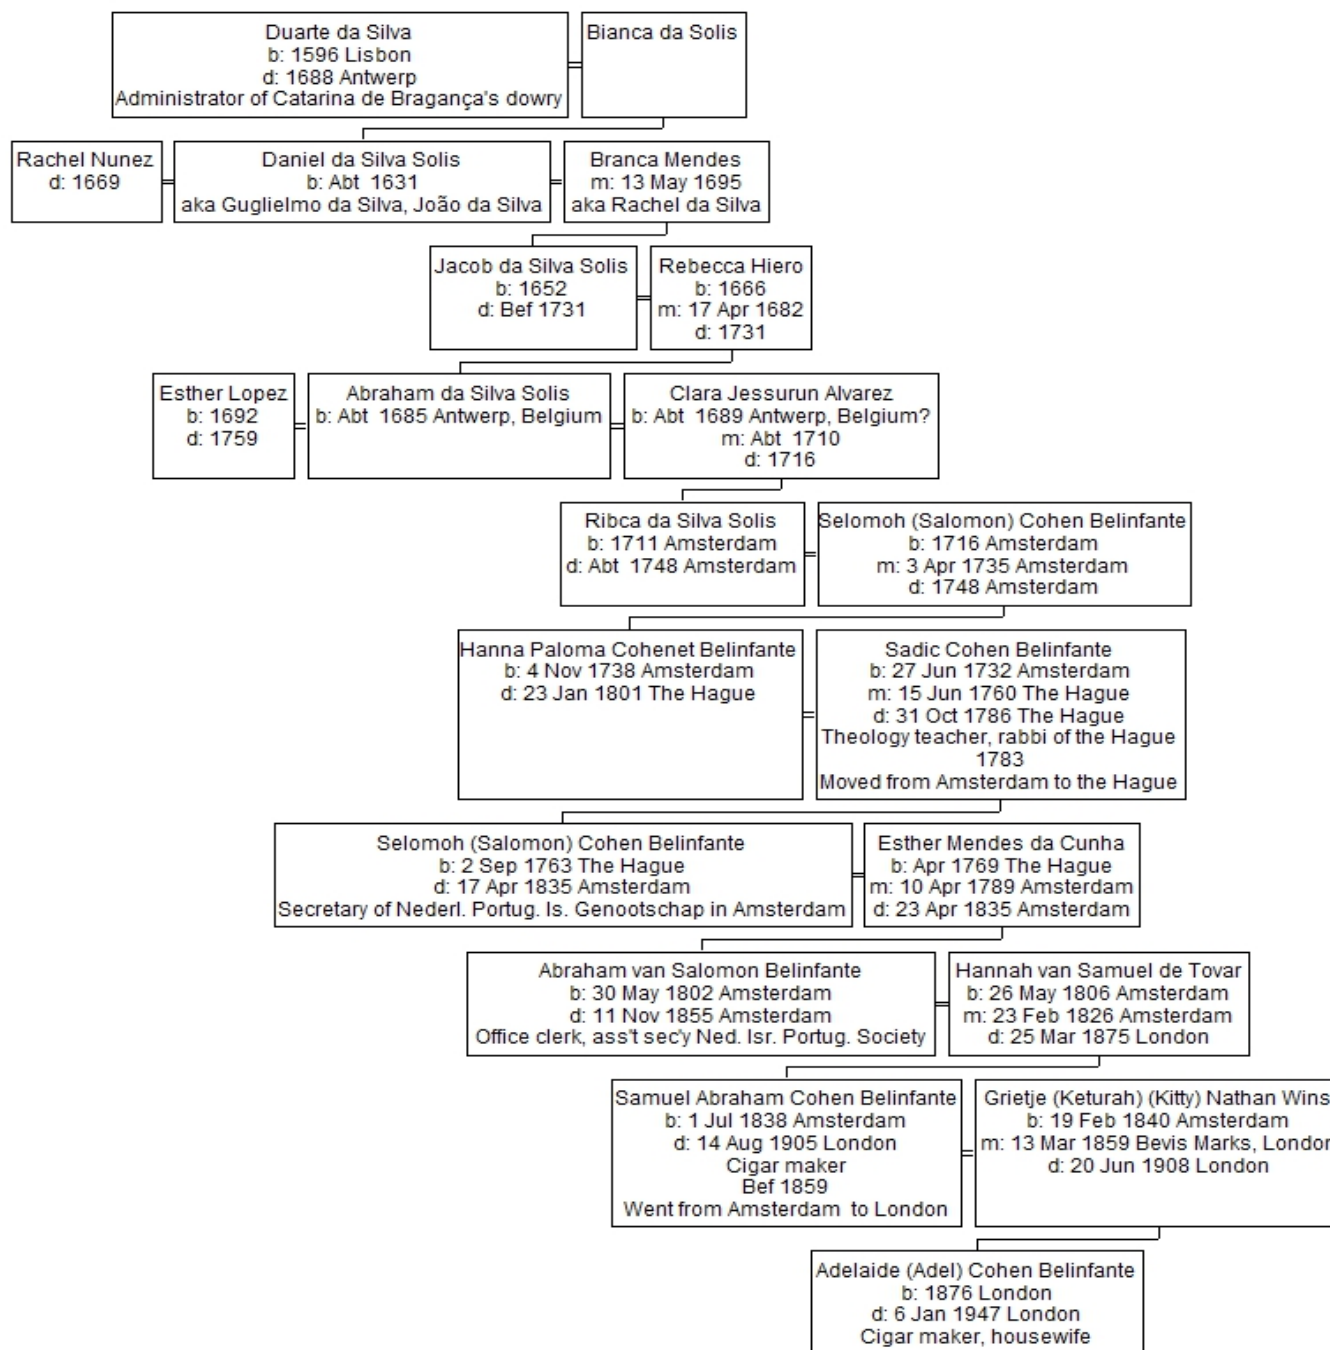 Duarte da Silva
b: 1596 Lisbon
d: 1688 Antwerp
Administrator of Catarina de Bragança's dowry
Bianca da Solis
Rachel Nunez
d: 1669
Daniel da Silva Solis
b: Abt 1631
aka Guglielmo da Silva, João da Silva
Branca Mendes
m: 13 May 1695
aka Rachel da Silva
Jacob da Silva Solis
b: 1652
d: Bef 1731
Rebecca Hiero
b: 1666
m: 17 Apr 1682
d: 1731
Esther Lopez
b: 1692
d: 1759
Abraham da Silva Solis
b: Abt 1685 Antwerp, Belgium
Clara Jessurun Alvarez
b: Abt 1689 Antwerp, Belgium?
m: Abt 1710
d: 1716
Ribca da Silva Solis
b: 1711 Amsterdam
d: Abt 1748 Amsterdam
Selomoh (Salomon) Cohen Belinfante
b: 1716 Amsterdam
m: 3 Apr 1735 Amsterdam
d: 1748 Amsterdam
Hanna Paloma Cohenet Belinfante
b: 4 Nov 1738 Amsterdam
d: 23 Jan 1801 The Hague
Sadic Cohen Belinfante
b: 27 Jun 1732 Amsterdam
m: 15 Jun 1760 The Hague
d: 31 Oct 1786 The Hague
Theology teacher, rabbi of the Hague
1783
Moved from Amsterdam to the Hague
Selomoh (Salomon) Cohen Belinfante
b: 2 Sep 1763 The Hague
d: 17 Apr 1835 Amsterdam
Secretary of Nederl. Portug. Is. Genootschap in Amsterdam
Esther Mendes da Cunha
b: Apr 1769 The Hague
m: 10 Apr 1789 Amsterdam
d: 23 Apr 1835 Amsterdam
Abraham van Salomon Belinfante
b: 30 May 1802 Amsterdam
d: 11 Nov 1855 Amsterdam
Office clerk, ass't sec'y Ned. Isr. Portug. Society
Hannah van Samuel de Tovar
b: 26 May 1806 Amsterdam
m: 23 Feb 1826 Amsterdam
d: 25 Mar 1875 London
Samuel Abraham Cohen Belinfante
b: 1 Jul 1838 Amsterdam
d: 14 Aug 1905 London
Cigar maker
Bef 1859
Went from Amsterdam to London
Grietje (Keturah) (Kitty) Nathan Wins
b: 19 Feb 1840 Amsterdam
m: 13 Mar 1859 Bevis Marks, London
d: 20 Jun 1908 London
Adelaide (Adel) Cohen Belinfante
b: 1876 London
d: 6 Jan 1947 London
Cigar maker, housewife